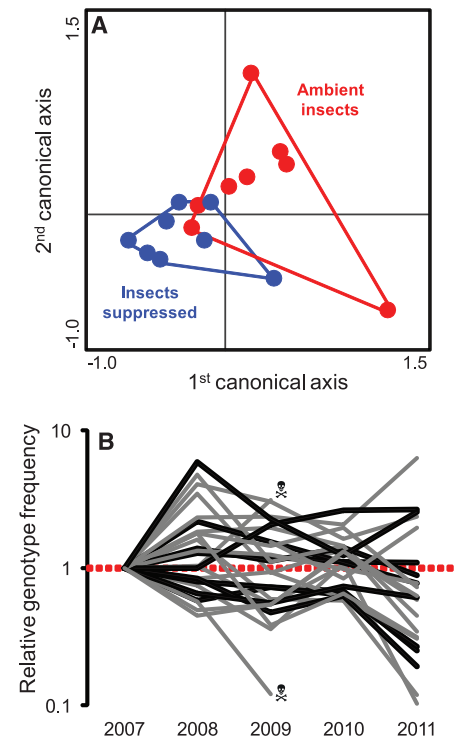 A
1.5
Ambient
insects
2nd canonical axis
Insects
suppressed
-1.0
-1.0
1.5
1st canonical axis
B
10
Relative genotype frequency
1
0.1
2007 2008 2009 2010 2011